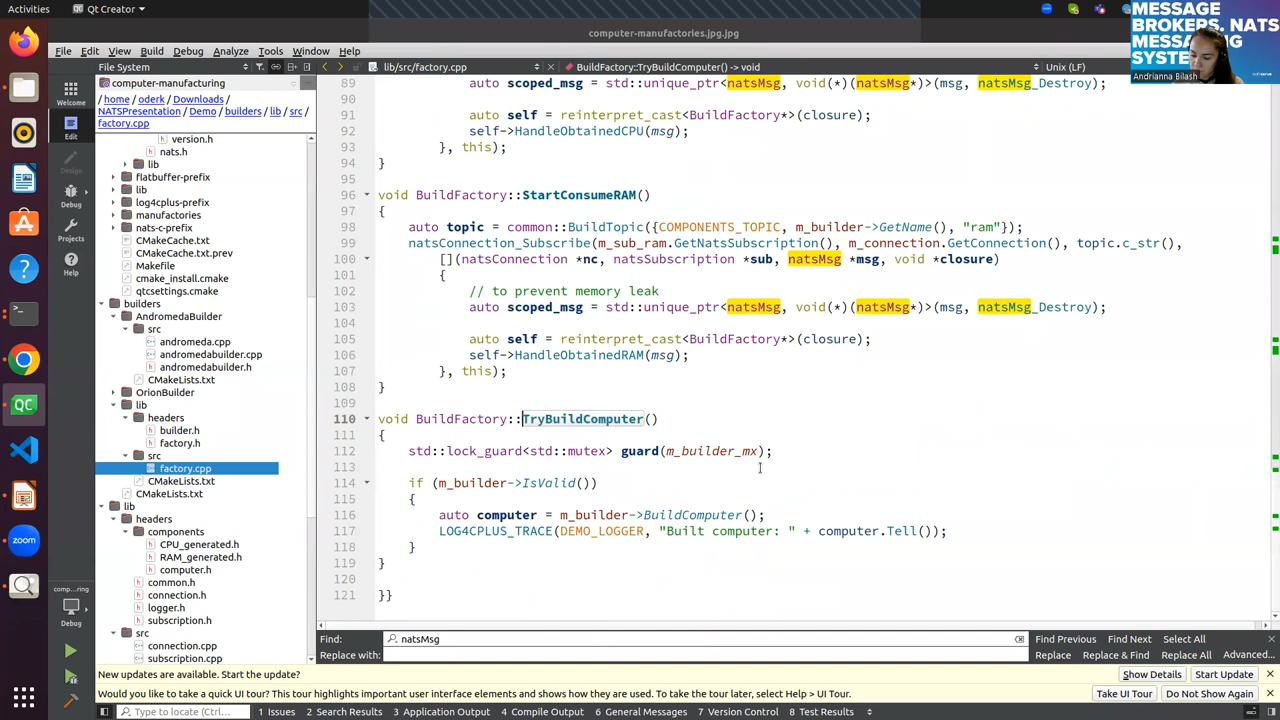 Activities
Qt Creator
computer-manufactories.jpg.jpg
MESSAGE
BROKERS. NATS
MESSAGING
SYSTEM
Andrianna Bilash
File Edit View Build Debug Analyze Tools Window Help
File System
lib/src/factory.cpp
BuildFactory::TryBuildComputer() -> void
Unix (LF)
Welcome
Edit
Design
Debug
Projects
Help
comp...ring
Debug
computer-manufacturing
/ home / oderk / Downloads /
NATSPresentation / Demo / builders / lib / src /
factory.cpp
version.h
nats.h
lib
flatbuffer-prefix
lib
log4cplus-prefix
manufactories
nats-c-prefix
CMakeCache.txt
CMakeCache.txt.prev
Makefile
cmake_install.cmake
qtcsettings.cmake
builders
AndromedaBuilder
src
andromeda.cpp
andromedabuilder.cpp
andromedabuilder.h
CMakeLists.txt
OrionBuilder
lib
headers
builder.h
factory.h
src
factory.cpp
CMakeLists.txt
CMakeLists.txt
lib
headers
components
CPU_generated.h
RAM_generated.h
computer.h
common.h
connection.h
logger.h
subscription.h
src
connection.cpp
subscription.cpp
89 auto scoped_msg = std::unique_ptr<natsMsg, void(*)(natsMsg*)>(msg, natsMsg_Destroy);
90
91 auto self = reinterpret_cast<BuildFactory*>(closure);
92 self->HandleObtainedCPU(msg);
93 }, this);
94 }
95
96 void BuildFactory::StartConsumeRAM()
97 {
98 auto topic = common::BuildTopic({COMPONENTS_TOPIC, m_builder->GetName(), "ram"});
99 natsConnection_Subscribe(m_sub_ram.GetNatsSubscription(), m_connection.GetConnection(), topic.c_str(),
100 [](natsConnection *nc, natsSubscription *sub, natsMsg *msg, void *closure)
101 {
102 // to prevent memory leak
103 auto scoped_msg = std::unique_ptr<natsMsg, void(*)(natsMsg*)>(msg, natsMsg_Destroy);
104
105 auto self = reinterpret_cast<BuildFactory*>(closure);
106 self->HandleObtainedRAM(msg);
107 }, this);
108 }
109
110 void BuildFactory::TryBuildComputer()
111 {
112 std::lock_guard<std::mutex> guard(m_builder_mx);
113
114 if (m_builder->IsValid())
115 {
116 auto computer = m_builder->BuildComputer();
117 LOG4CPLUS_TRACE(DEMO_LOGGER, "Built computer: " + computer.Tell());
118 }
119 }
120
121 }}
Find: natsMsg Find Previous Find Next Select All
Replace with: Replace Replace & Find Replace All Advanced...
New updates are available. Start the update? Show Details Start Update
Would you like to take a quick UI tour? This tour highlights important user interface elements and shows how they are used. To take the tour later, select Help > UI Tour. Take UI Tour Do Not Show Again
Type to locate (Ctrl... 1 Issues 2 Search Results 3 Application Output 4 Compile Output 6 General Messages 7 Version Control 8 Test Results